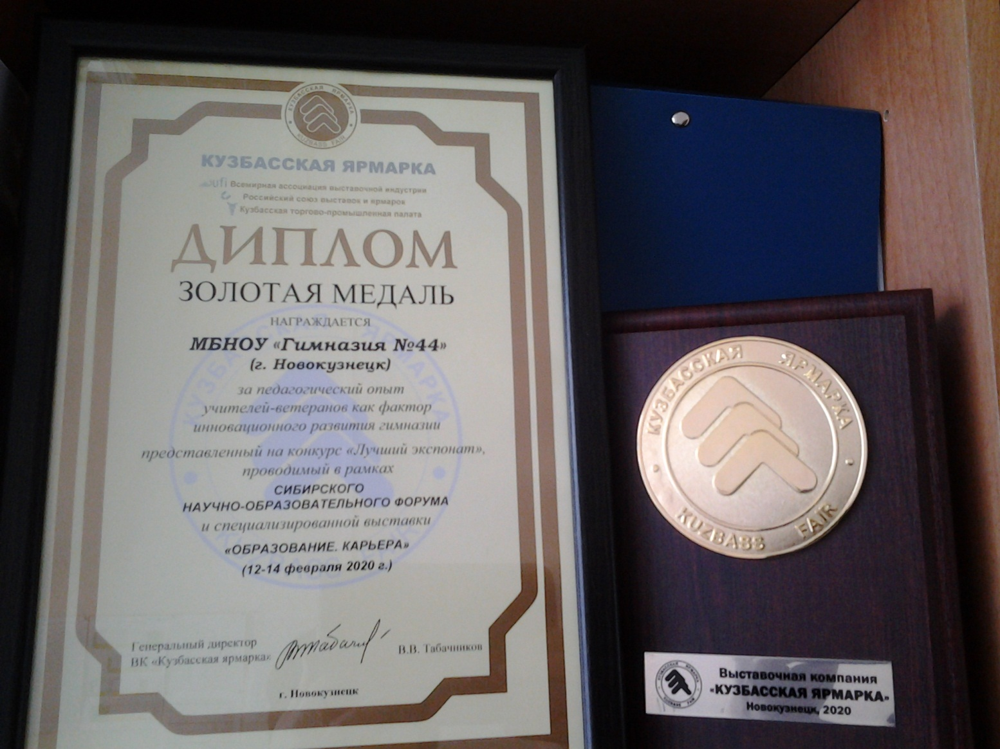 КУЗБАССКАЯ ЯРМАРКА
KUZBASS FAIR
КУЗБАССКАЯ ЯРМАРКА
ufi Всемирная ассоциация выставочной индустрии
Российский союз выставок и ярмарок
Кузбасская торгово-промышленная палата
ДИПЛОМ
ЗОЛОТАЯ МЕДАЛЬ
НАГРАЖДАЕТСЯ
МБНОУ «Гимназия №44»
(г. Новокузнецк)
за педагогический опыт
учителей-ветеранов как фактор
инновационного развития гимназии
представленный на конкурс «Лучший экспонат»,
проводимый в рамках
СИБИРСКОГО
НАУЧНО-ОБРАЗОВАТЕЛЬНОГО ФОРУМА
и специализированной выставки
«ОБРАЗОВАНИЕ. КАРЬЕРА»
(12-14 февраля 2020 г.)
Генеральный директор
ВК «Кузбасская ярмарка»
В.В. Табачников
г. Новокузнецк
КУЗБАССКАЯ ЯРМАРКА
KUZBASS FAIR
Выставочная компания
«КУЗБАССКАЯ ЯРМАРКА»
Новокузнецк, 2020